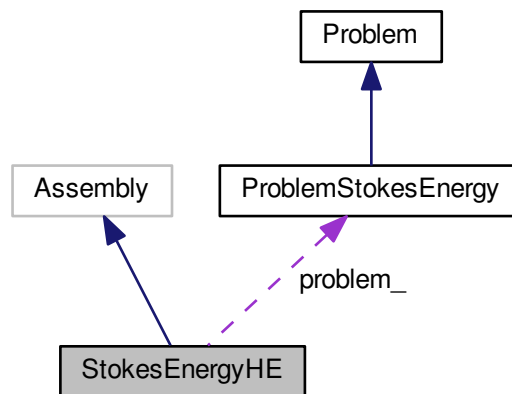 Problem
Assembly
ProblemStokesEnergy
problem_
StokesEnergyHE